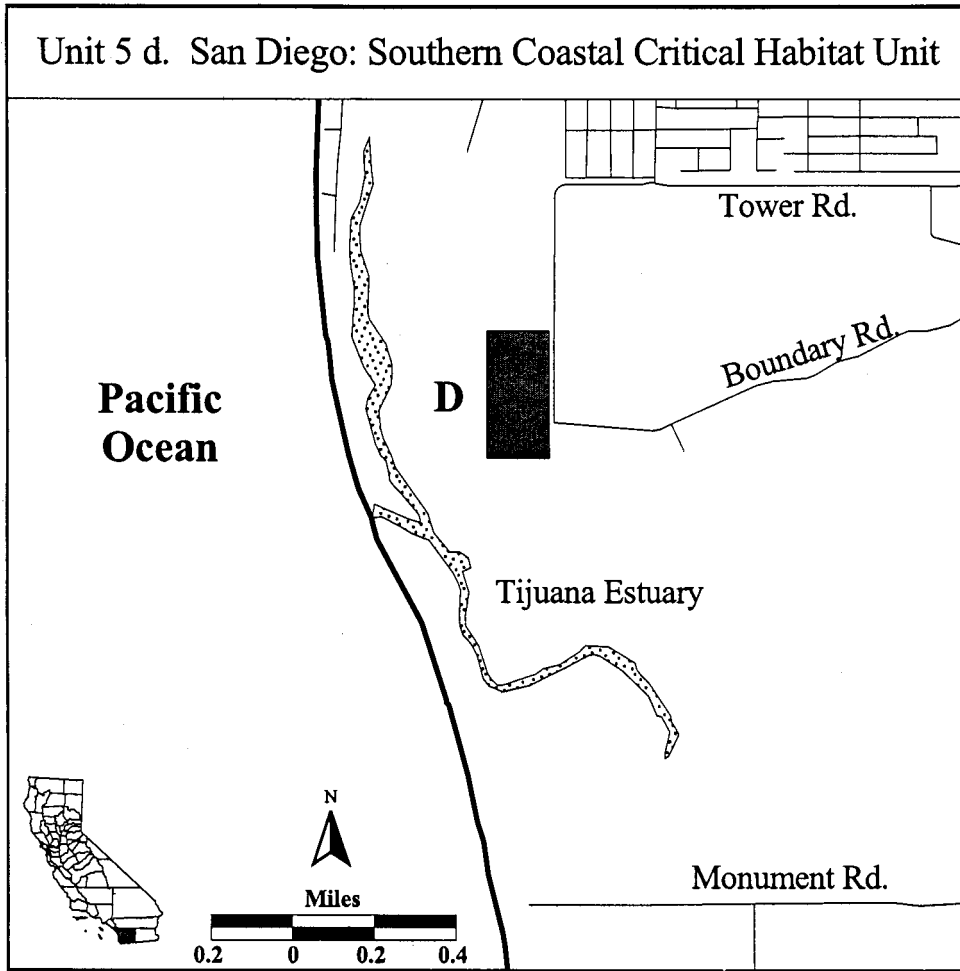 Unit 5 d. San Diego: Southern Coastal Critical Habitat Unit
Tower Rd.
Boundary Rd.
Pacific
Ocean
D
Tijuana Estuary
N
Monument Rd.
Miles
0.2 0 0.2 0.4